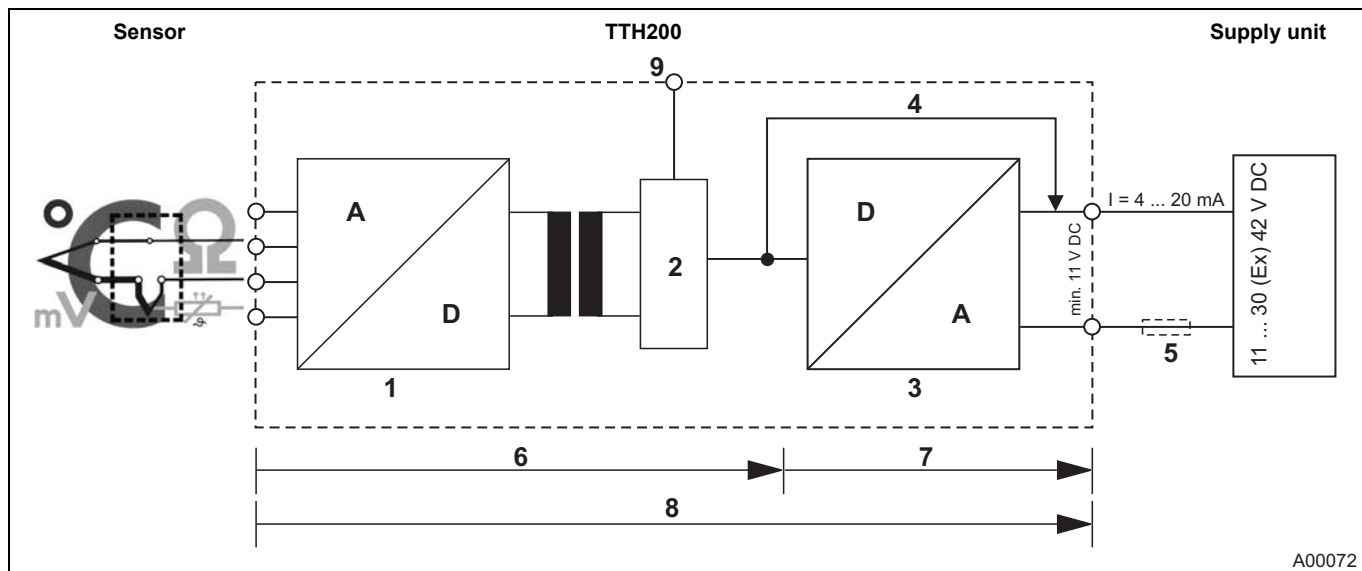 Sensor
TTH200
Supply unit
9
4
A
D
1
2
D
A
3
I = 4 ... 20 mA
min. 11 V DC
5
11 ... 30 (Ex) 42 V DC
° C
Ω
mV
ϑ
6
7
8
A00072